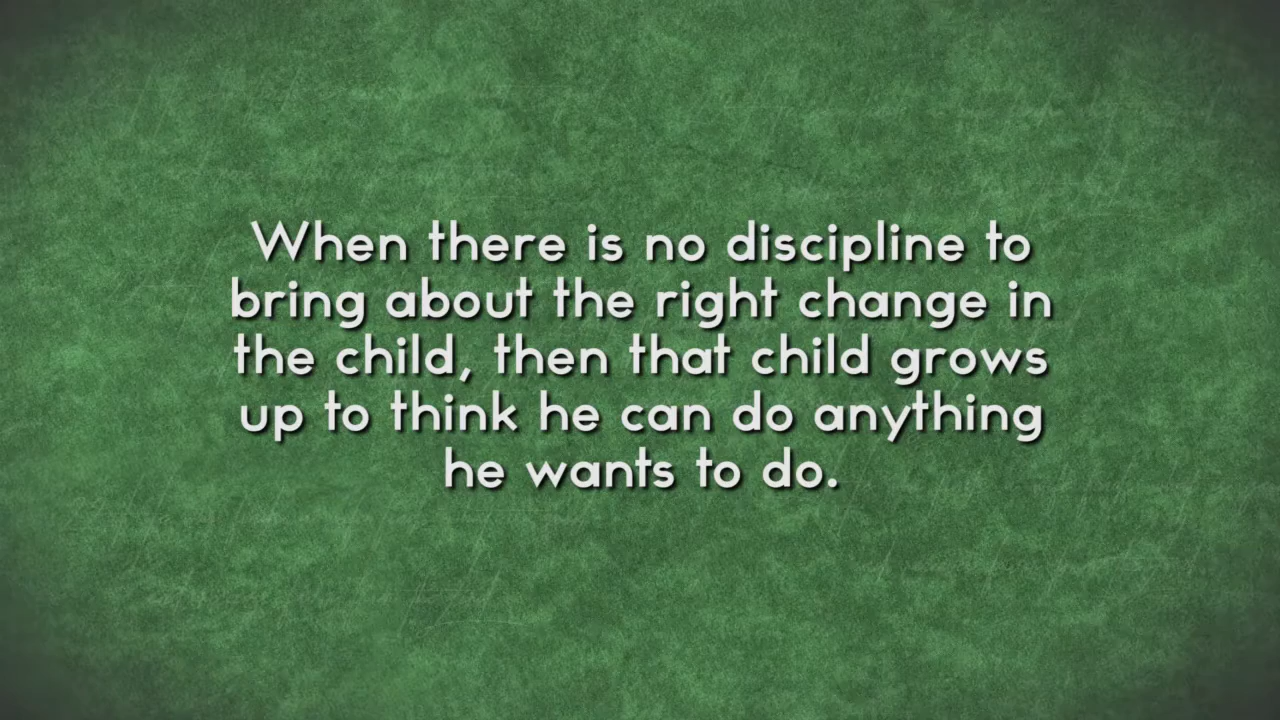 When there is no discipline to
bring about the right change in
the child, then that child grows
up to think he can do anything
he wants to do.